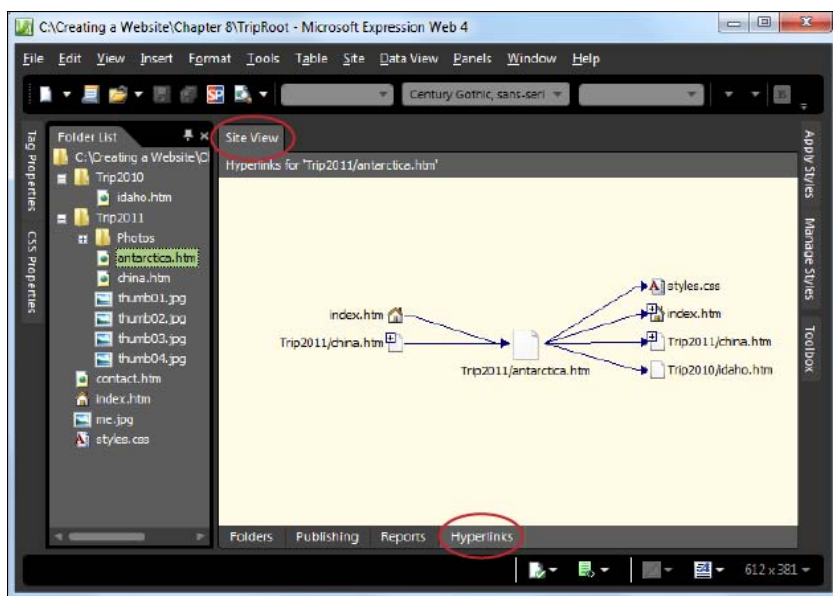 C:\Creating a Website\Chapter 8\TripRoot - Microsoft Expression Web 4
File Edit View Insert Format Tools Table Site Data View Panels Window Help
Century Gothic, sans-seri
Tag Properties
CSS Properties
Folder List
C:\Creating a Website\C
Trip2010
idaho.htm
Trip2011
Photos
antarctica.htm
china.htm
thumb01.jpg
thumb02.jpg
thumb03.jpg
thumb04.jpg
contact.htm
index.htm
me.jpg
styles.css
Site View
Hyperlinks for 'Trip2011/antarctica.htm'
index.htm
Trip2011/china.htm
Trip2011/antarctica.htm
styles.css
index.htm
Trip2011/china.htm
Trip2010/idaho.htm
Folders Publishing Reports Hyperlinks
Apply Styles
Manage Styles
Toolbox
612 x 381